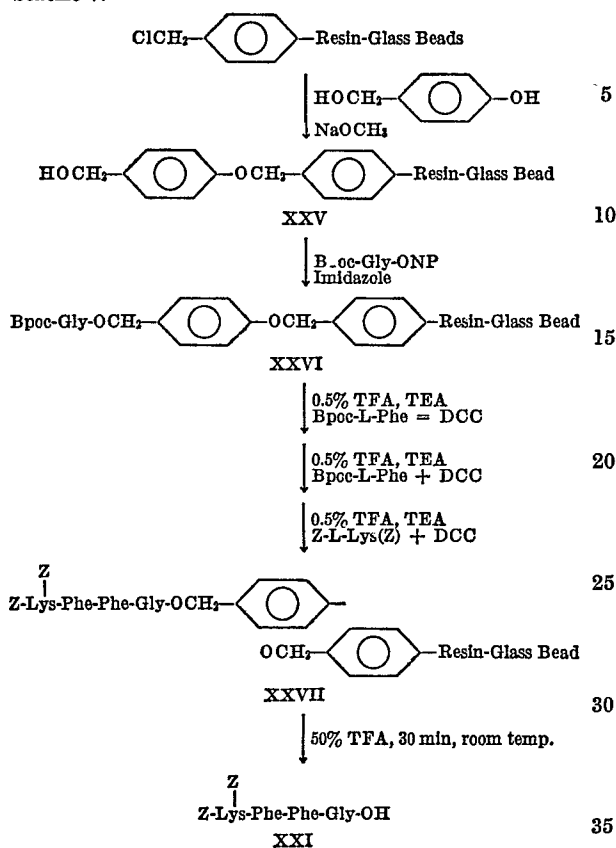 ClCH₂ Resin-Glass Beads
HOCH₂ OH 5
NaOCH₃
HOCH₂ OCH₂ Resin-Glass Bead
XXV 10
B_oc-Gly-ONP
Imidazole
Bpoc-Gly-OCH₂ OCH₂ Resin-Glass Bead 15
XXVI
0.5% TFA, TEA
Bpoc-L-Phe = DCC
0.5% TFA, TEA 20
Bpoc-L-Phe + DCC
0.5% TFA, TEA
Z-L-Lys(Z) + DCC
Z 25
Z-Lys-Phe-Phe-Gly-OCH₂
OCH₂ Resin-Glass Bead
XXVII 30
50% TFA, 30 min, room temp.
Z
Z-Lys-Phe-Phe-Gly-OH
XXI 35